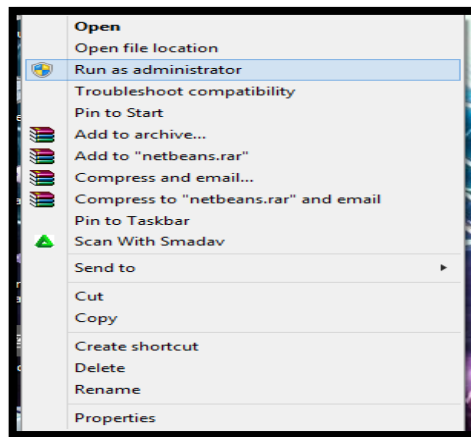 Open
Open file location
Run as administrator
Troubleshoot compatibility
Pin to Start
Add to archive...
Add to "netbeans.rar"
Compress and email...
Compress to "netbeans.rar" and email
Pin to Taskbar
Scan With Smadav
Send to
Cut
Copy
Create shortcut
Delete
Rename
Properties